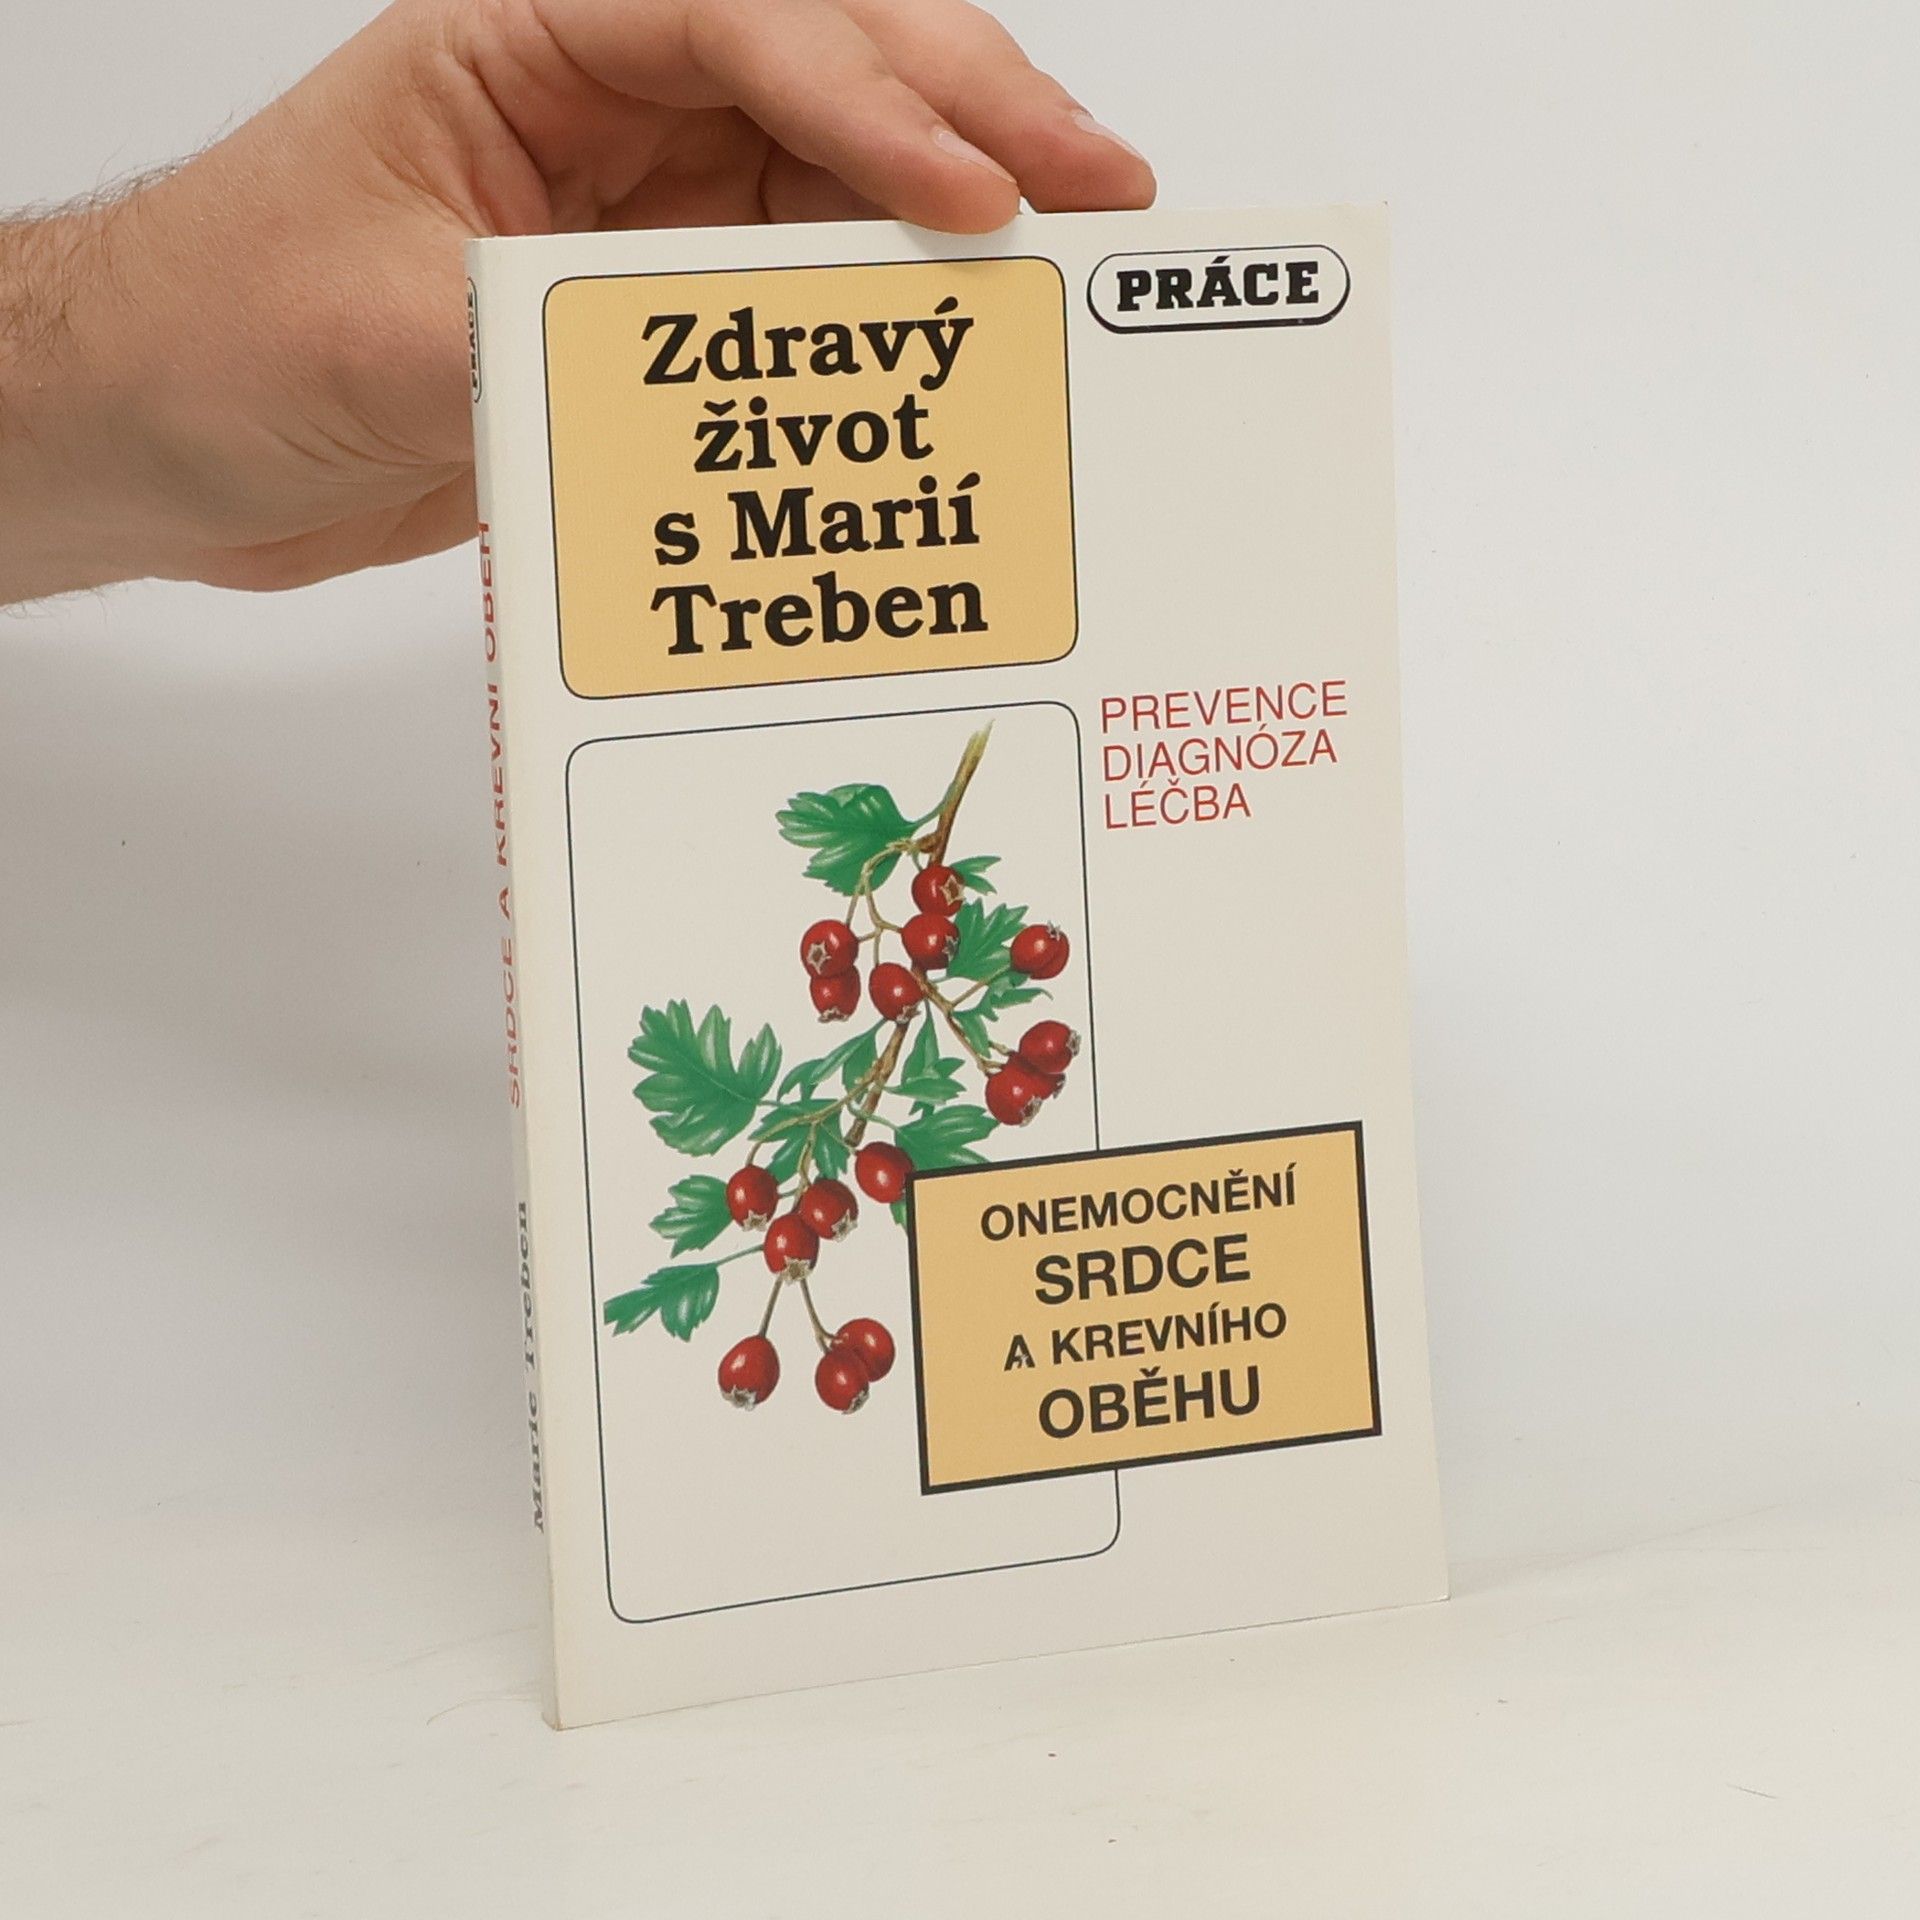 Zdravý
život
s Marií
Treben
PRÁCE
PREVENCE
DIAGNÓZA
LÉČBA
ONEMOCNĚNÍ
SRDCE
A KREVNÍHO
OBĚHU
PRÁCE
SRDCE A KREVNÍ OBĚH
Marie Treben